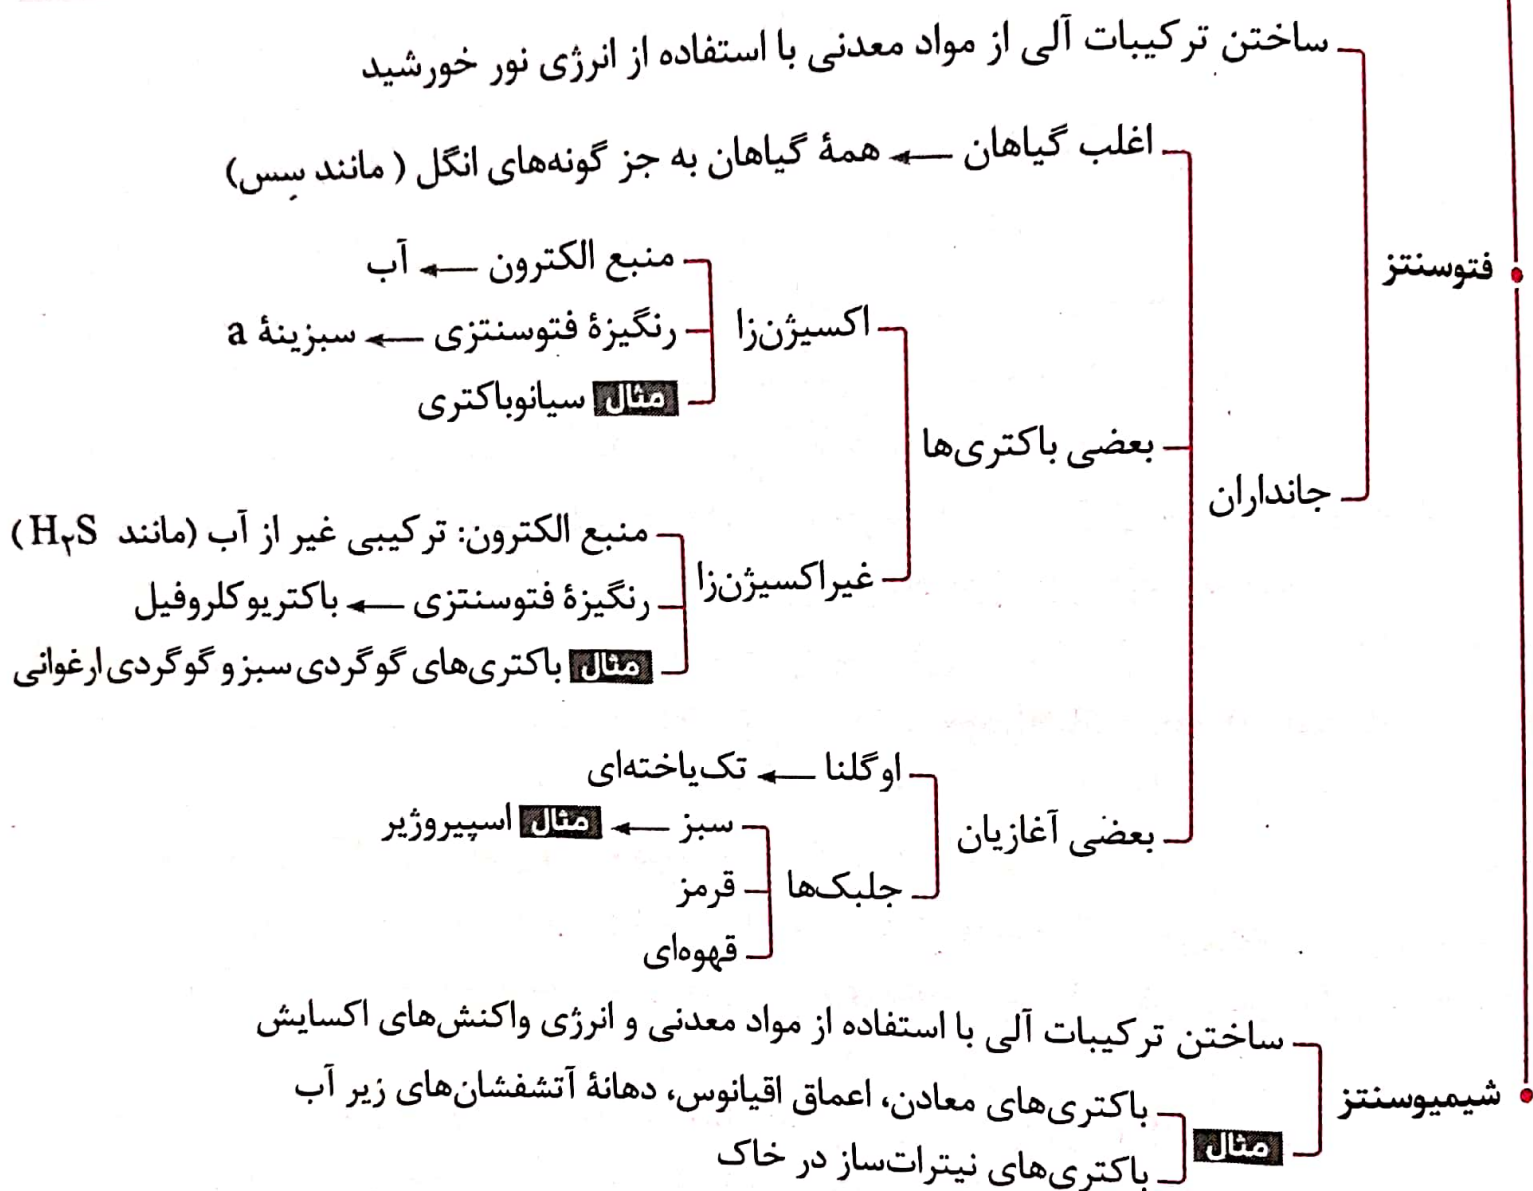 ساختن ترکیبات آلی از مواد معدنی با استفاده از انرژی نور خورشید
فتوسنتز
اغلب گیاهان ← همهٔ گیاهان به جز گونه‌های انگل (مانند سِس)
منبع الکترون ← آب
اکسیژن‌زا
رنگیزهٔ فتوسنتزی ← سبزینهٔ a
مثال سیانوباکتری
بعضی باکتری‌ها
جانداران
منبع الکترون: ترکیبی غیر از آب (مانند H₂S)
غیراکسیژن‌زا
رنگیزهٔ فتوسنتزی ← باکتریوکلروفیل
مثال باکتری‌های گوگردی سبز و گوگردی ارغوانی
اوگلنا ← تک‌یاخته‌ای
بعضی آغازیان
سبز ← مثال اسپیروژیر
جلبک‌ها
قرمز
قهوه‌ای
ساختن ترکیبات آلی با استفاده از مواد معدنی و انرژی واکنش‌های اکسایش
شیمیوسنتز
باکتری‌های معادن، اعماق اقیانوس، دهانهٔ آتشفشان‌های زیر آب
مثال
باکتری‌های نیترات‌ساز در خاک